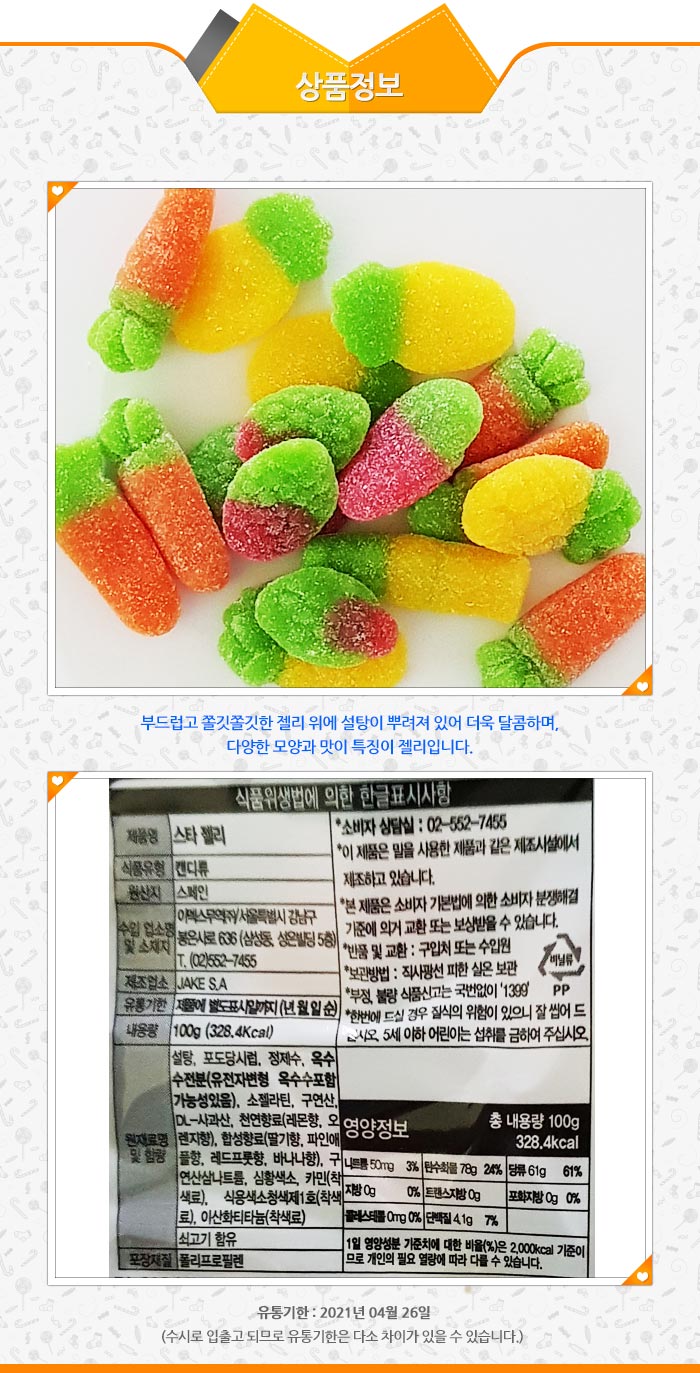 상품정보
부드럽고 쫄깃쫄깃한 젤리 위에 설탕이 뿌려져 있어 더욱 달콤하며,
다양한 모양과 맛이 특징이 젤리입니다.
식품위생법에 의한 한글표시사항
제품명 스타 젤리
식품유형 캔디류
원산지 스페인
수입 업소명 및 소재지
이멕스무역㈜/서울특별시 강남구
봉은사로 636 (삼성동, 성은빌딩 5층)
T. (02)552-7455
제조업소 JAKE S.A
유통기한 제품에 별도표시일까지 (년 월 일 순)
내용량 100g (328.4Kcal)
원재료명 및 함량
설탕, 포도당시럽, 정제수, 옥수
수전분(유전자변형 옥수수포함
가능성있음), 소젤라틴, 구연산,
DL-사과산, 천연향료(레몬향, 오
렌지향), 합성향료(딸기향, 파인애
플향, 레드프룻향, 바나나향), 구
연산삼나트륨, 심황색소, 카민(착
색료), 식용색소청색제1호(착색
료), 이산화티타늄(착색료)
쇠고기 함유
포장재질 폴리프로필렌
*소비자 상담실 : 02-552-7455
*이 제품은 밀을 사용한 제품과 같은 제조시설에서
제조하고 있습니다.
*본 제품은 소비자 기본법에 의한 소비자 분쟁해결
기준에 의거 교환 또는 보상받을 수 있습니다.
*반품 및 교환 : 구입처 또는 수입원
*보관방법 : 직사광선 피한 실온 보관
*부정, 불량 식품신고는 국번없이 '1399'
비닐류
PP
*한번에 드실 경우 질식의 위험이 있으니 잘 씹어 드
십시오. 5세 이하 어린이는 섭취를 금하여 주십시오.
영양정보
총 내용량 100g
328.4kcal
나트륨 50mg 3% 탄수화물 78g 24% 당류 61g 61%
지방 0g 0% 트랜스지방 0g 포화지방 0g 0%
콜레스테롤 0mg 0% 단백질 4.1g 7%
1일 영양성분 기준치에 대한 비율(%)은 2,000kcal 기준이
므로 개인의 필요 열량에 따라 다를 수 있습니다.
유통기한 : 2021년 04월 26일
(수시로 입출고 되므로 유통기한은 다소 차이가 있을 수 있습니다.)